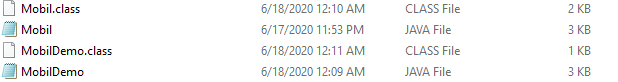 Mobil.class 6/18/2020 12:10 AM CLASS File 2 KB
Mobil 6/17/2020 11:53 PM JAVA File 3 KB
MobilDemo.class 6/18/2020 12:11 AM CLASS File 1 KB
MobilDemo 6/18/2020 12:09 AM JAVA File 3 KB